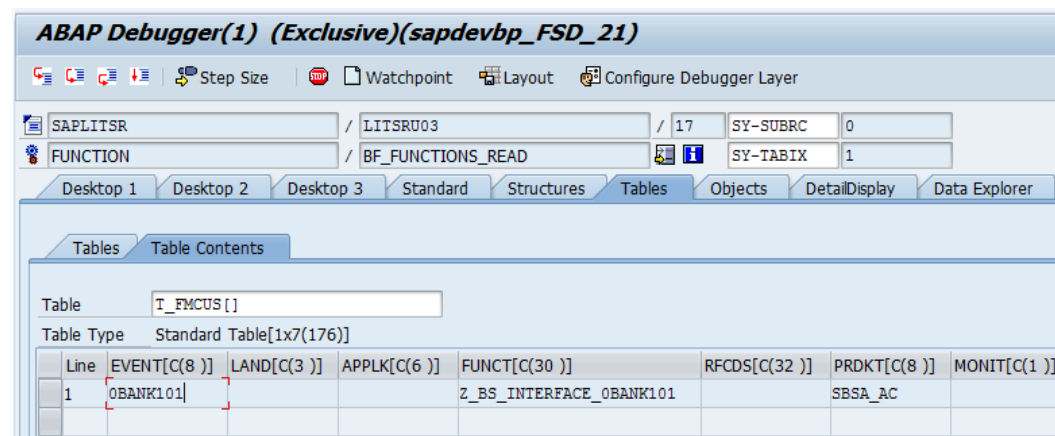 ABAP Debugger(1) (Exclusive)(sapdevbp_FSD_21)
Step Size STOP Watchpoint Layout Configure Debugger Layer
SAPLITSR / LITSRU03 / 17 SY-SUBRC 0
FUNCTION / BF_FUNCTIONS_READ SY-TABIX 1
Desktop 1 Desktop 2 Desktop 3 Standard Structures Tables Objects DetailDisplay Data Explorer
Tables Table Contents
Table T_FMCUS[]
Table Type Standard Table[1x7(176)]
Line EVENT[C(8 )] LAND[C(3 )] APPLK[C(6 )] FUNCT[C(30 )] RFCDS[C(32 )] PRDKT[C(8 )] MONIT[C(1 )]
1 0BANK101 Z_BS_INTERFACE_0BANK101 SBSA_AC